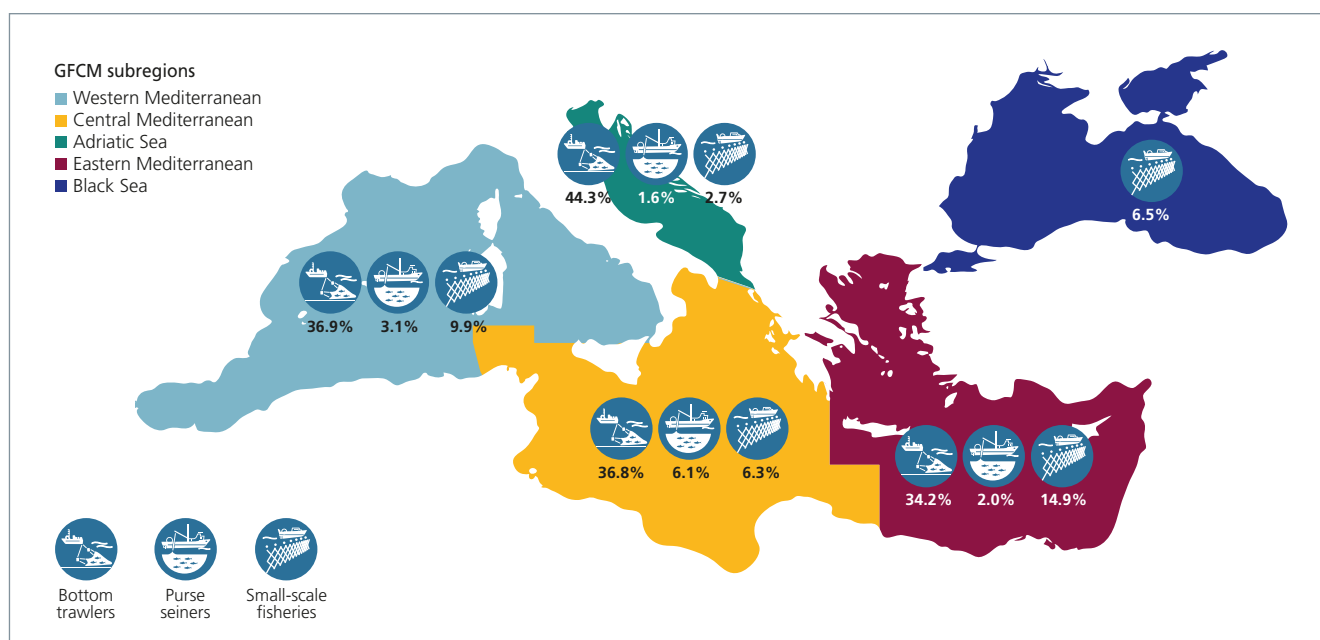 GFCM subregions
Western Mediterranean
Central Mediterranean
Adriatic Sea
Eastern Mediterranean
Black Sea
44.3% 1.6% 2.7%
6.5%
36.9% 3.1% 9.9%
36.8% 6.1% 6.3%
34.2% 2.0% 14.9%
Bottom
trawlers
Purse
seiners
Small-scale
fisheries